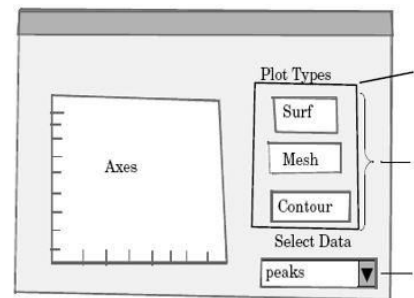 Plot Types
Surf
Mesh
Contour
Axes
Select Data
peaks